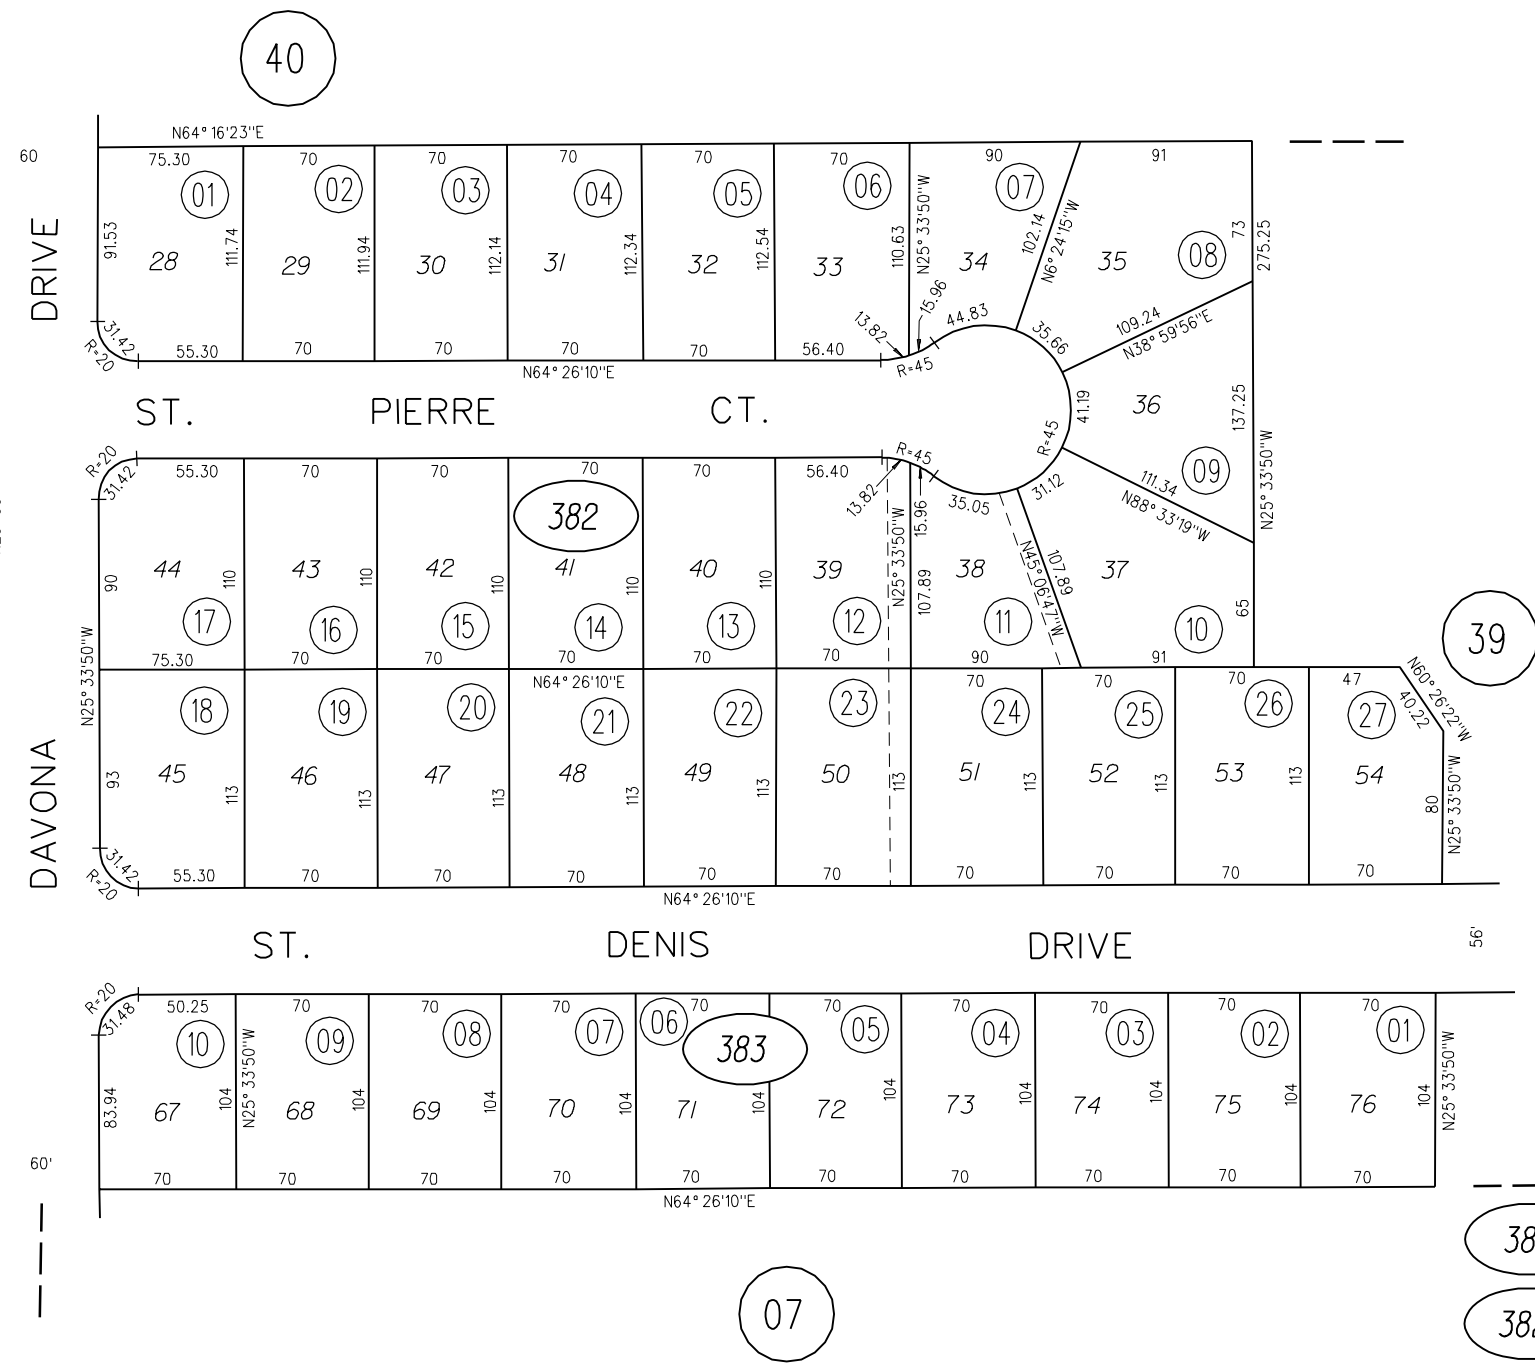 40
N64° 16'23"E
60
75.30 70 70 70 70 70 90 91
01 02 03 04 05 06 07 08
DRIVE
91.53 111.74 111.94 112.14 112.34 112.54 110.63 N25° 33'50"W 102.14 N6° 24'15"W 73 275.25
28 29 30 31 32 33 34 35
31.42
R=20
55.30 70 70 70 70 56.40 13.82 15.96 44.83 35.66 109.24
N38° 59'56"E
R=45
N64° 26'10"E
ST. PIERRE CT.
41.19 36 137.25
R=45
09
N25° 33'50"W
R=20
31.42
55.30 70 70 70 70 56.40 R=45
13.82 15.96 35.05 31.12 111.34
N88° 33'19"W
382
44 43 42 41 40 39 38 37
90 110 110 110 110 110 N25° 33'50"W 107.89 107.89 N45° 06'47"W 65
17 16 15 14 13 12 11 10
39
N25° 33'50"W
75.30 70 70 70 70 70 90 91
N64° 26'10"E
70 70 70 47
N60° 26'22"W
40.22
18 19 20 21 22 23 24 25 26 27
DAVONA
45 46 47 48 49 50 51 52 53 54
93 113 113 113 113 113 113 113 113 80
N25° 33'50"W
31.42
R=20
55.30 70 70 70 70 70 70 70 70 70
N64° 26'10"E
ST. DENIS DRIVE
56'
R=20
31.48
50.25 70 70 70 70 70 70 70 70 70
10 09 08 07 06 05 04 03 02 01
383
83.94 104 N25° 33'50"W 104 104 104 104 104 104 104 104 104 N25° 33'50"W
67 68 69 70 71 72 73 74 75 76
60'
70 70 70 70 70 70 70 70 70 70
N64° 26'10"E
07